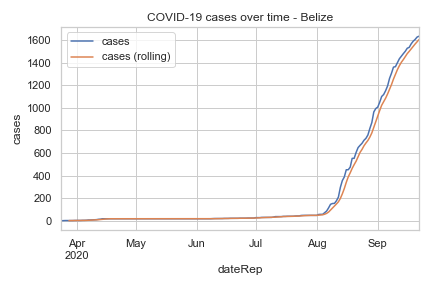 COVID-19 cases over time - Belize
cases
cases (rolling)
1600
1400
1200
1000
800
600
400
200
0
cases
Apr May Jun Jul Aug Sep
2020
dateRep